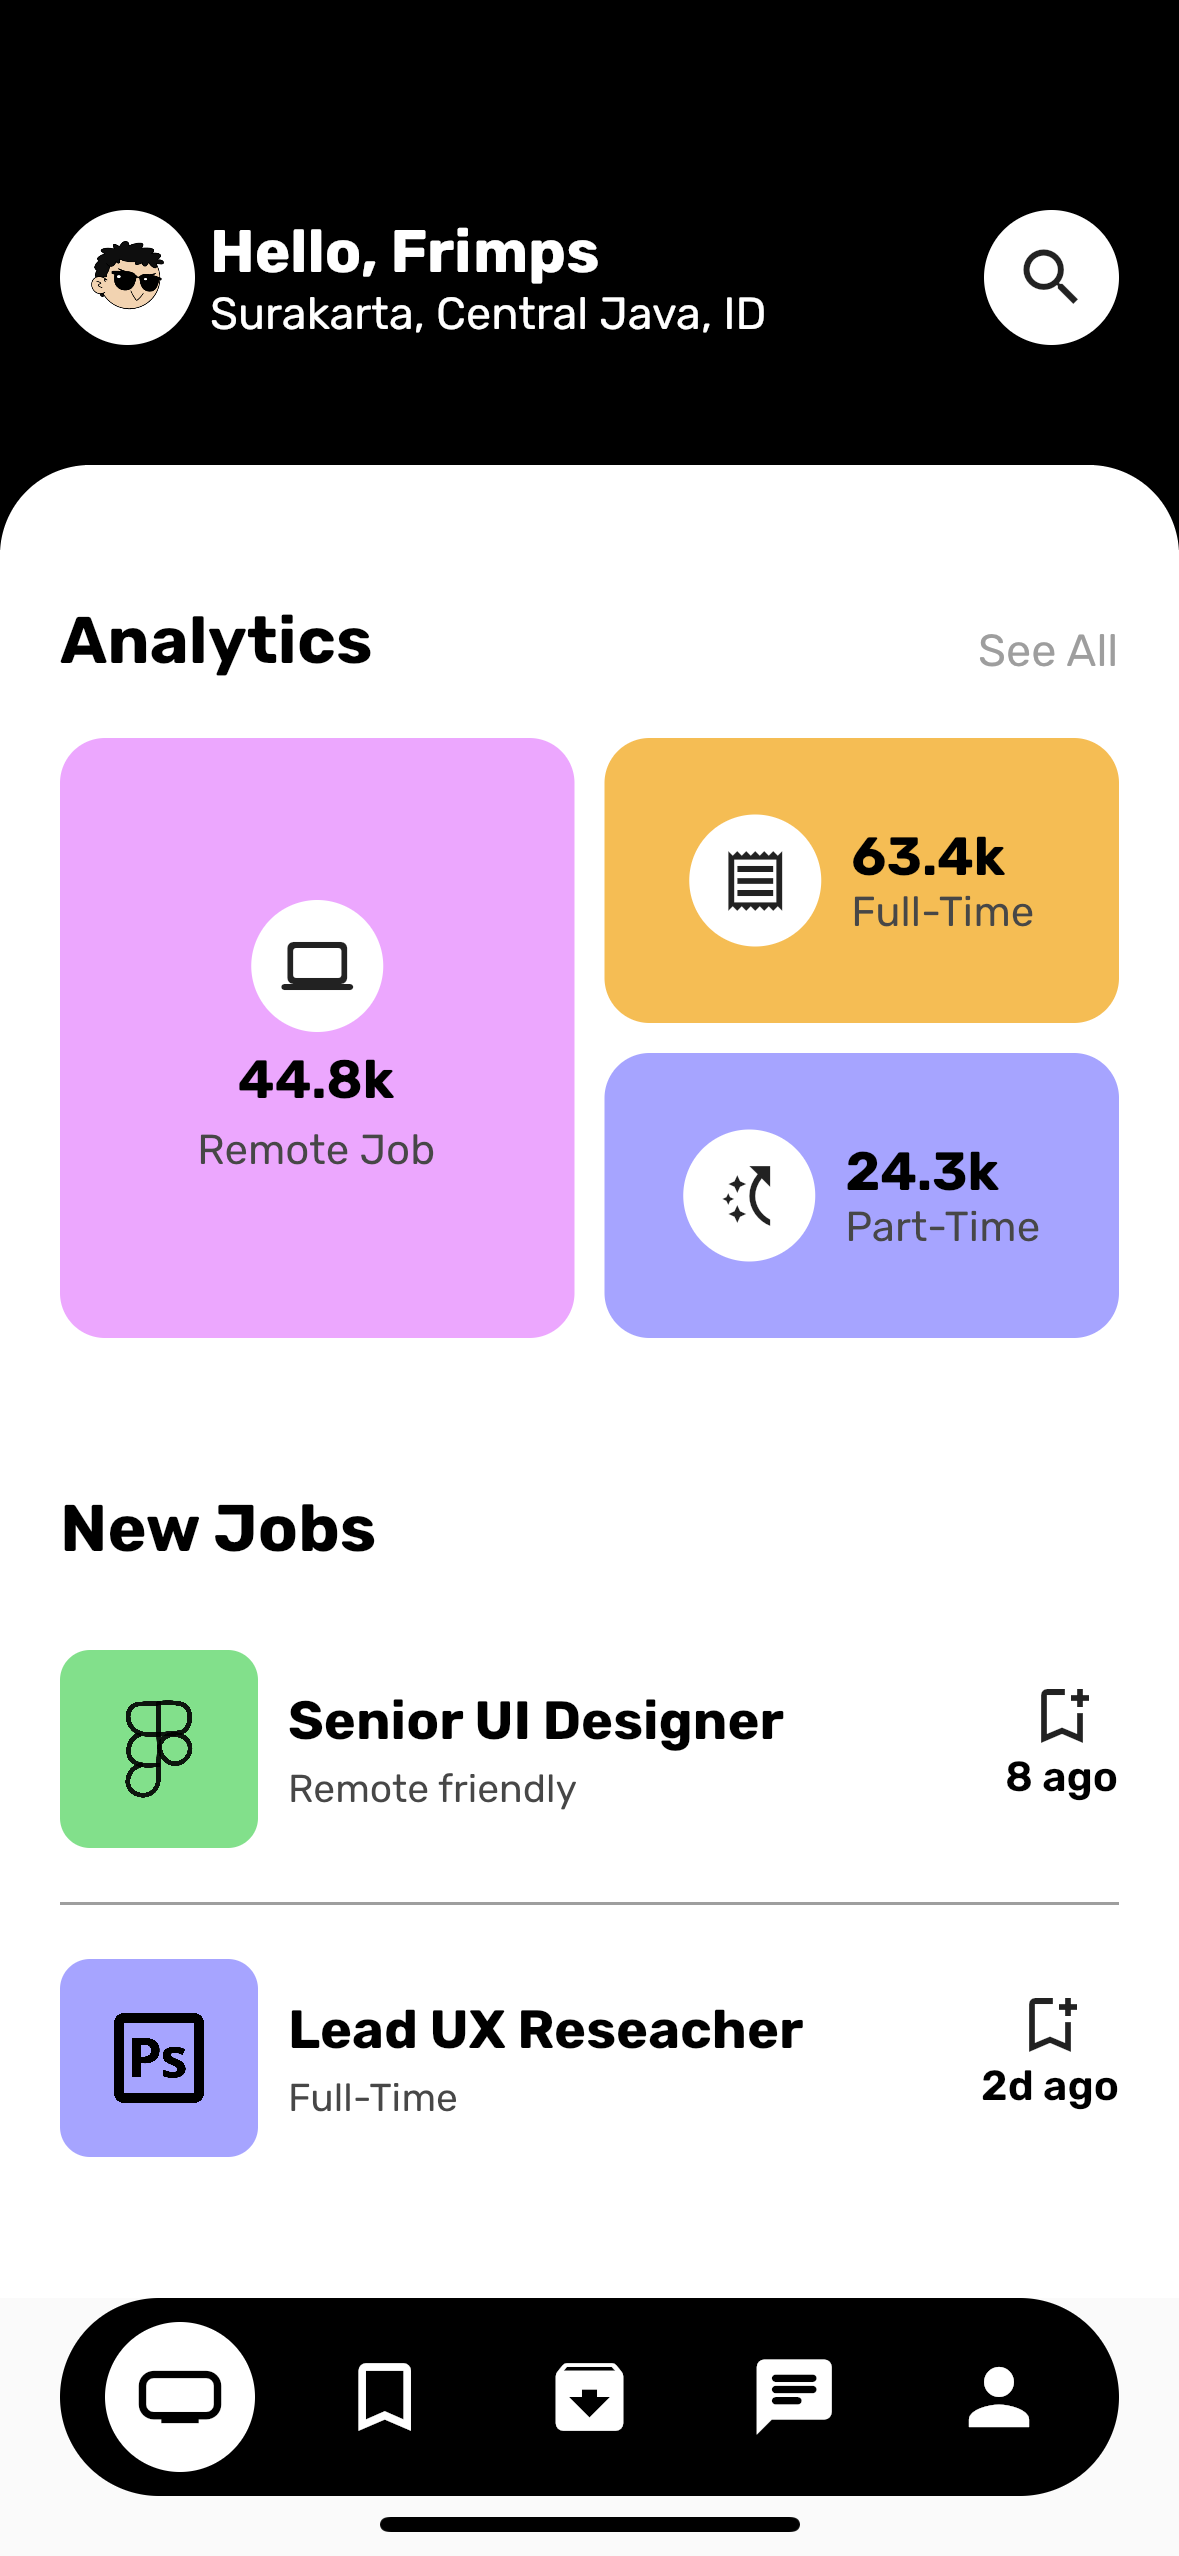 Hello, Frimps
Surakarta, Central Java, ID
Analytics
See All
44.8k
Remote Job
63.4k
Full-Time
24.3k
Part-Time
New Jobs
Senior UI Designer
Remote friendly
8 ago
Ps
Lead UX Reseacher
Full-Time
2d ago